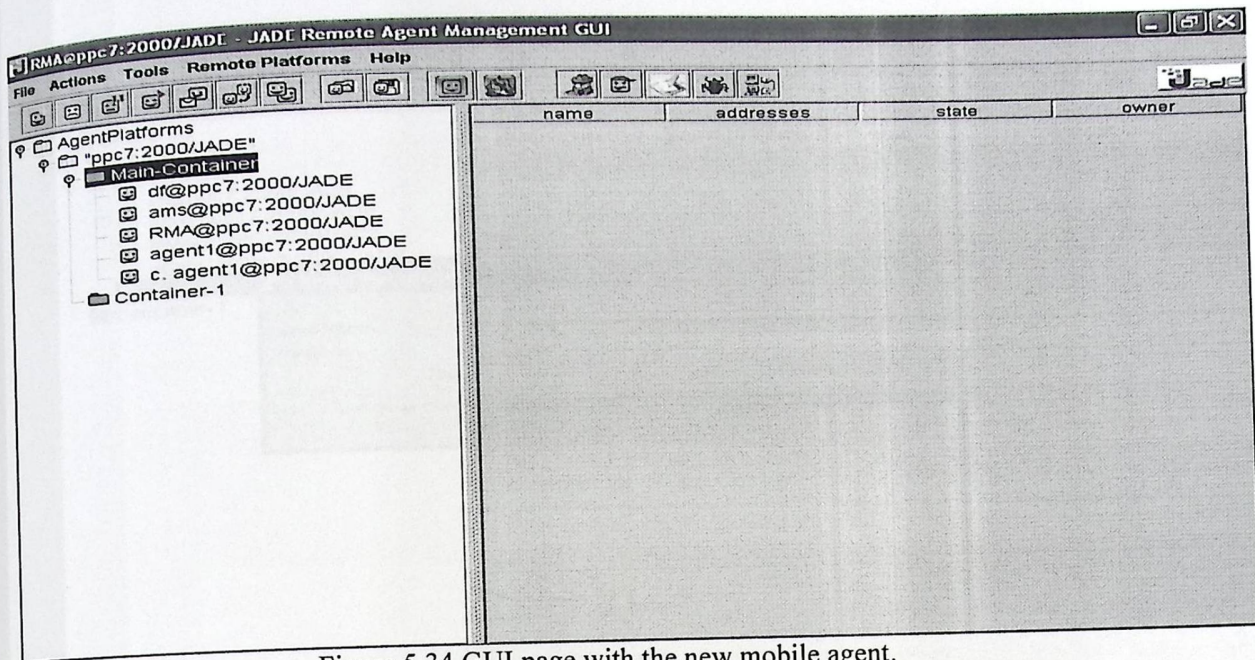 RMA@ppc7:2000/JADE - JADE Remote Agent Management GUI
File Actions Tools Remote Platforms Help
Jade
name addresses state owner
AgentPlatforms
"ppc7:2000/JADE"
Main-Container
df@ppc7:2000/JADE
ams@ppc7:2000/JADE
RMA@ppc7:2000/JADE
agent1@ppc7:2000/JADE
c. agent1@ppc7:2000/JADE
Container-1
Figure 5.34 GUI page with the new mobile agent.